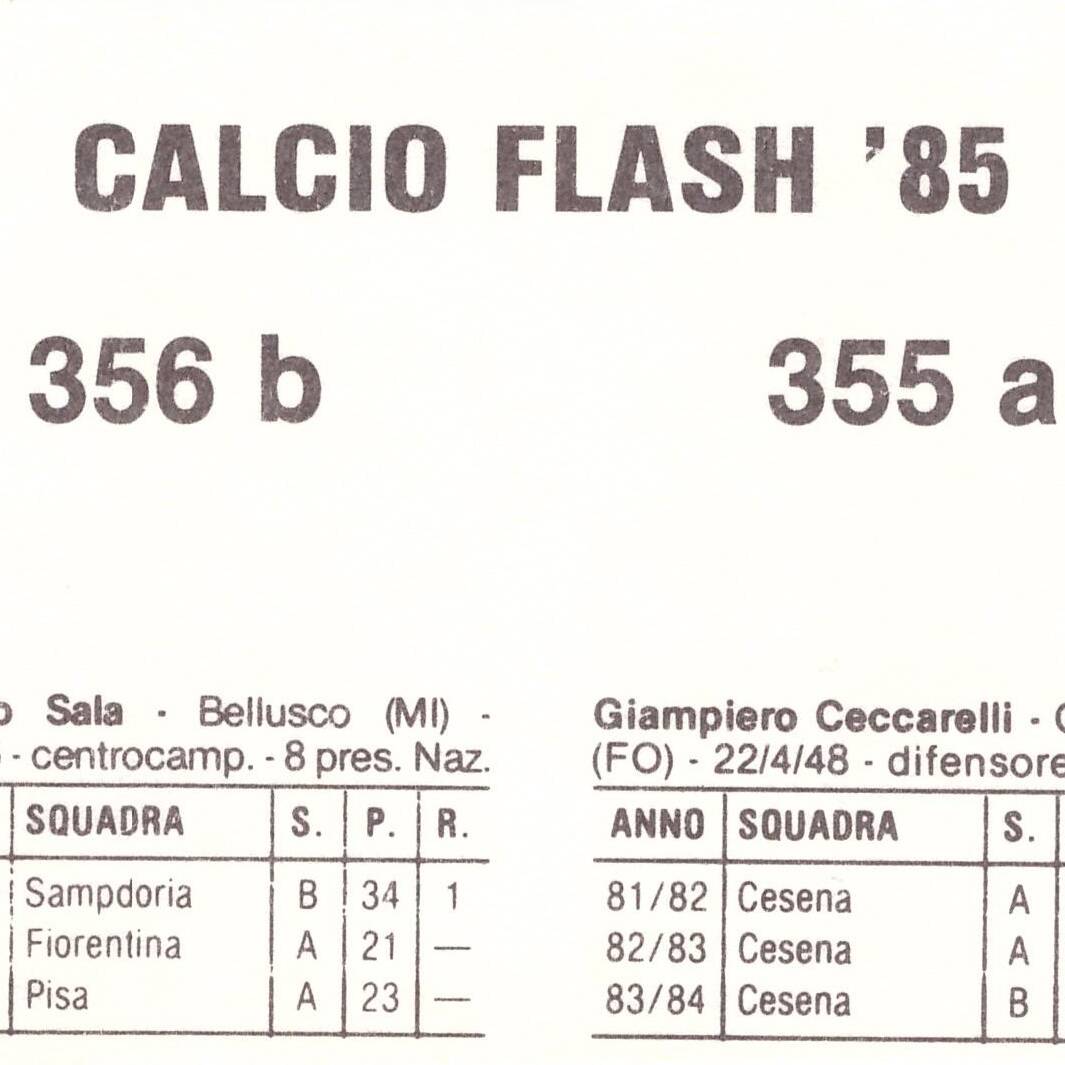 CALCIO FLASH '85
356 b
355 a
Sala - Bellusco (MI) -
- centrocamp. - 8 pres. Naz.
SQUADRA S. P. R.
Sampdoria B 34 1
Fiorentina A 21 —
Pisa A 23 —
Giampiero Ceccarelli -
(FO) - 22/4/48 - difensore
ANNO SQUADRA S.
81/82 Cesena A
82/83 Cesena A
83/84 Cesena B